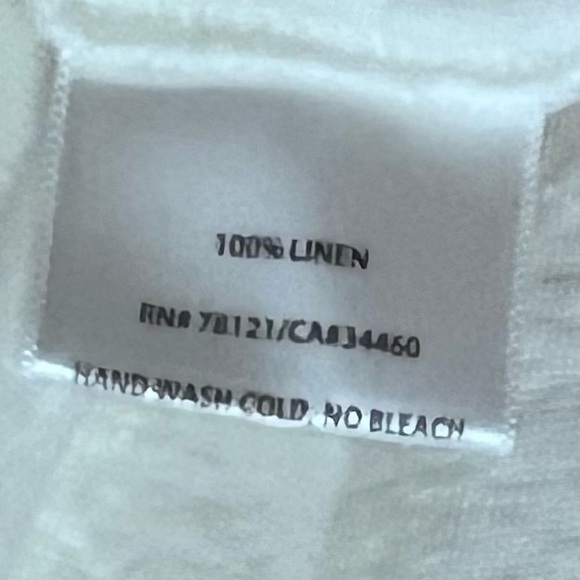 100% LINEN
RN# 78121/CA#34460
HAND WASH COLD, NO BLEACH